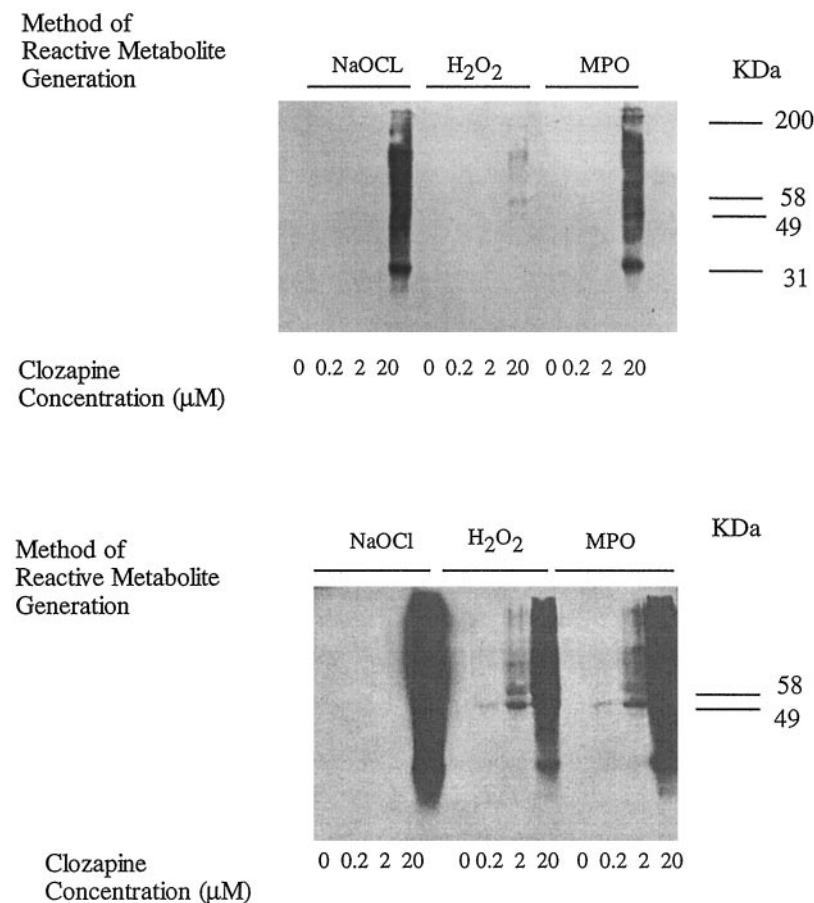 Method of
Reactive Metabolite
Generation
NaOCL H₂O₂ MPO KDa
200
58
49
31
Clozapine
Concentration (µM)
0 0.2 2 20 0 0.2 2 20 0 0.2 2 20
Method of
Reactive Metabolite
Generation
NaOCl H₂O₂ MPO KDa
58
49
0 0.2 2 20 0 0.2 2 20 0 0.2 2 20
Clozapine
Concentration (µM)